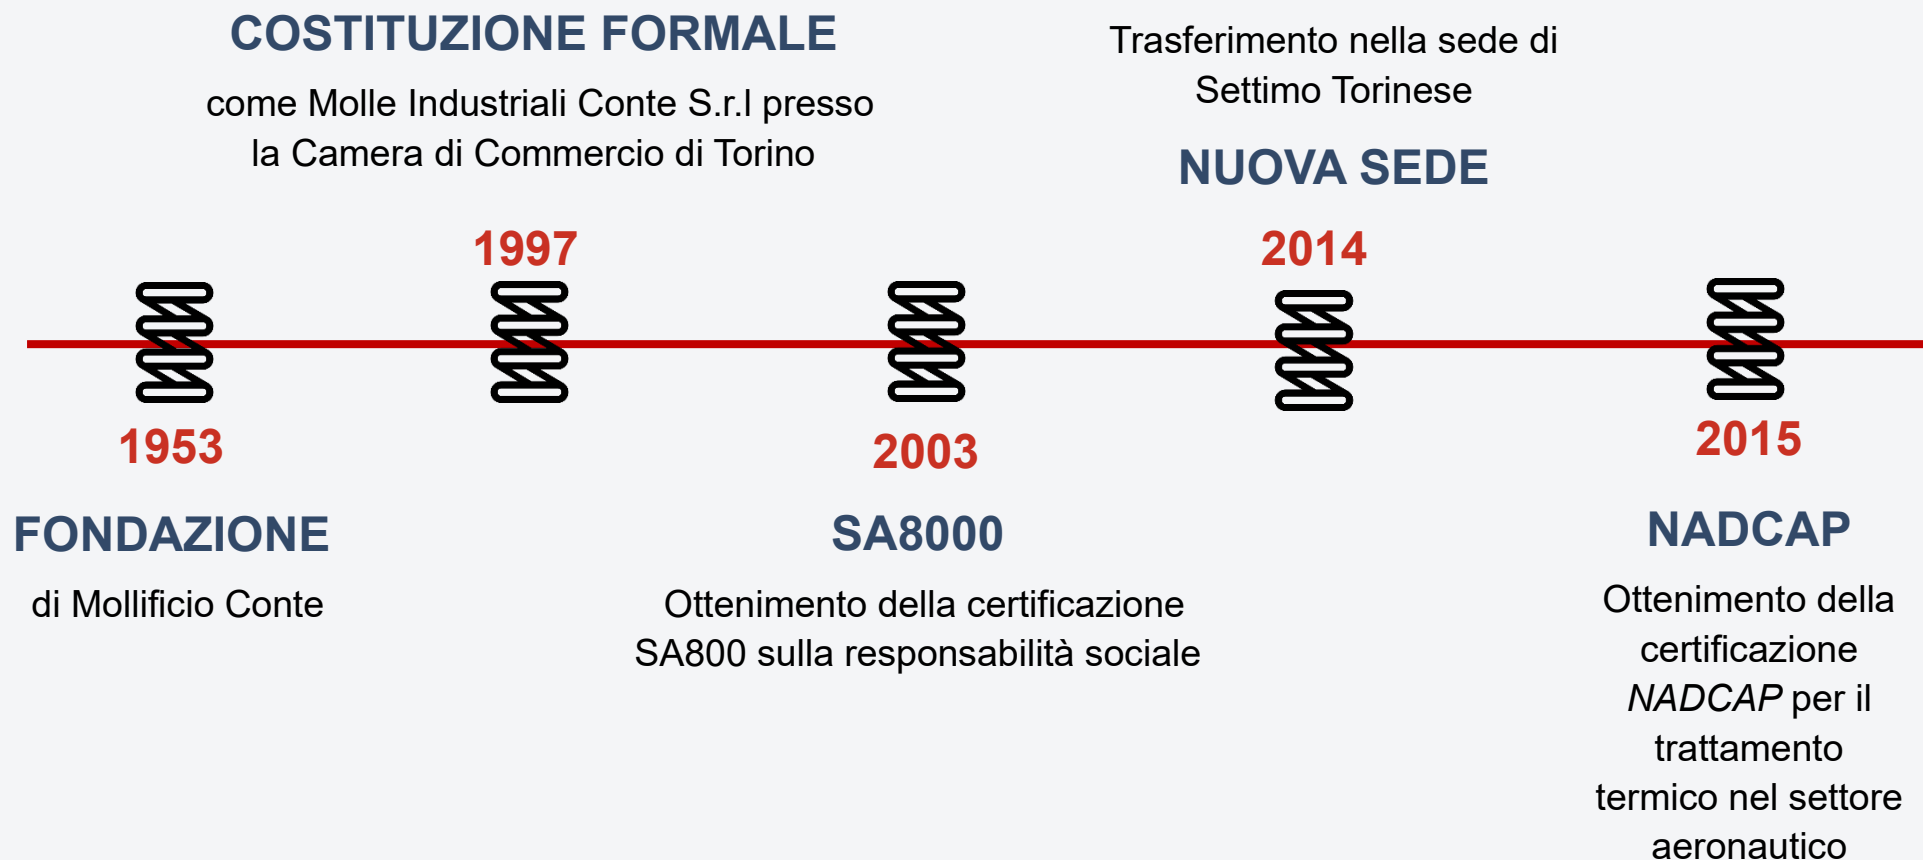 COSTITUZIONE FORMALE
come Molle Industriali Conte S.r.l presso
la Camera di Commercio di Torino
1997
Trasferimento nella sede di
Settimo Torinese
NUOVA SEDE
2014
1953
FONDAZIONE
di Mollificio Conte
2003
SA8000
Ottenimento della certificazione
SA800 sulla responsabilità sociale
2015
NADCAP
Ottenimento della
certificazione
NADCAP per il
trattamento
termico nel settore
aeronautico